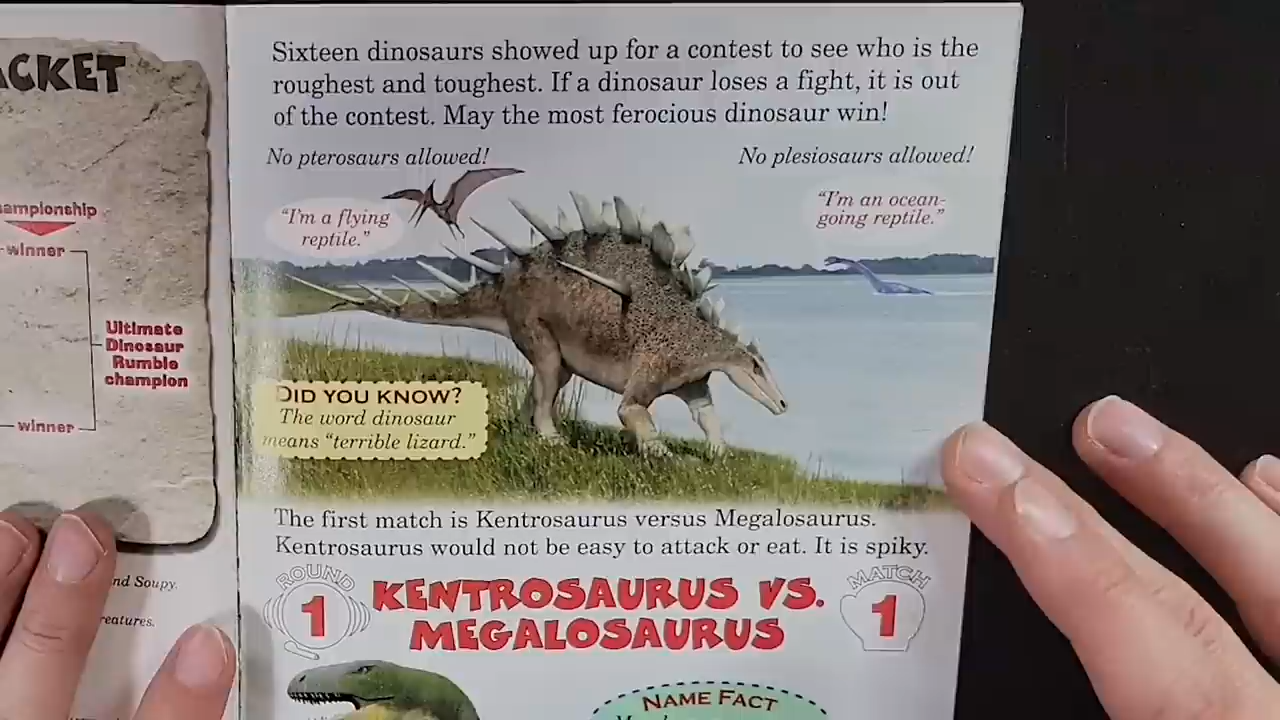 ACKET
ampionship
winner
Ultimate
Dinosaur
Rumble
champion
winner
nd Soupy.
eatures.
Sixteen dinosaurs showed up for a contest to see who is the
roughest and toughest. If a dinosaur loses a fight, it is out
of the contest. May the most ferocious dinosaur win!
No pterosaurs allowed!
No plesiosaurs allowed!
"I'm a flying
reptile."
"I'm an ocean-
going reptile."
DID YOU KNOW?
The word dinosaur
means "terrible lizard."
The first match is Kentrosaurus versus Megalosaurus.
Kentrosaurus would not be easy to attack or eat. It is spiky.
ROUND
1
KENTROSAURUS VS.
MEGALOSAURUS
MATCH
1
NAME FACT